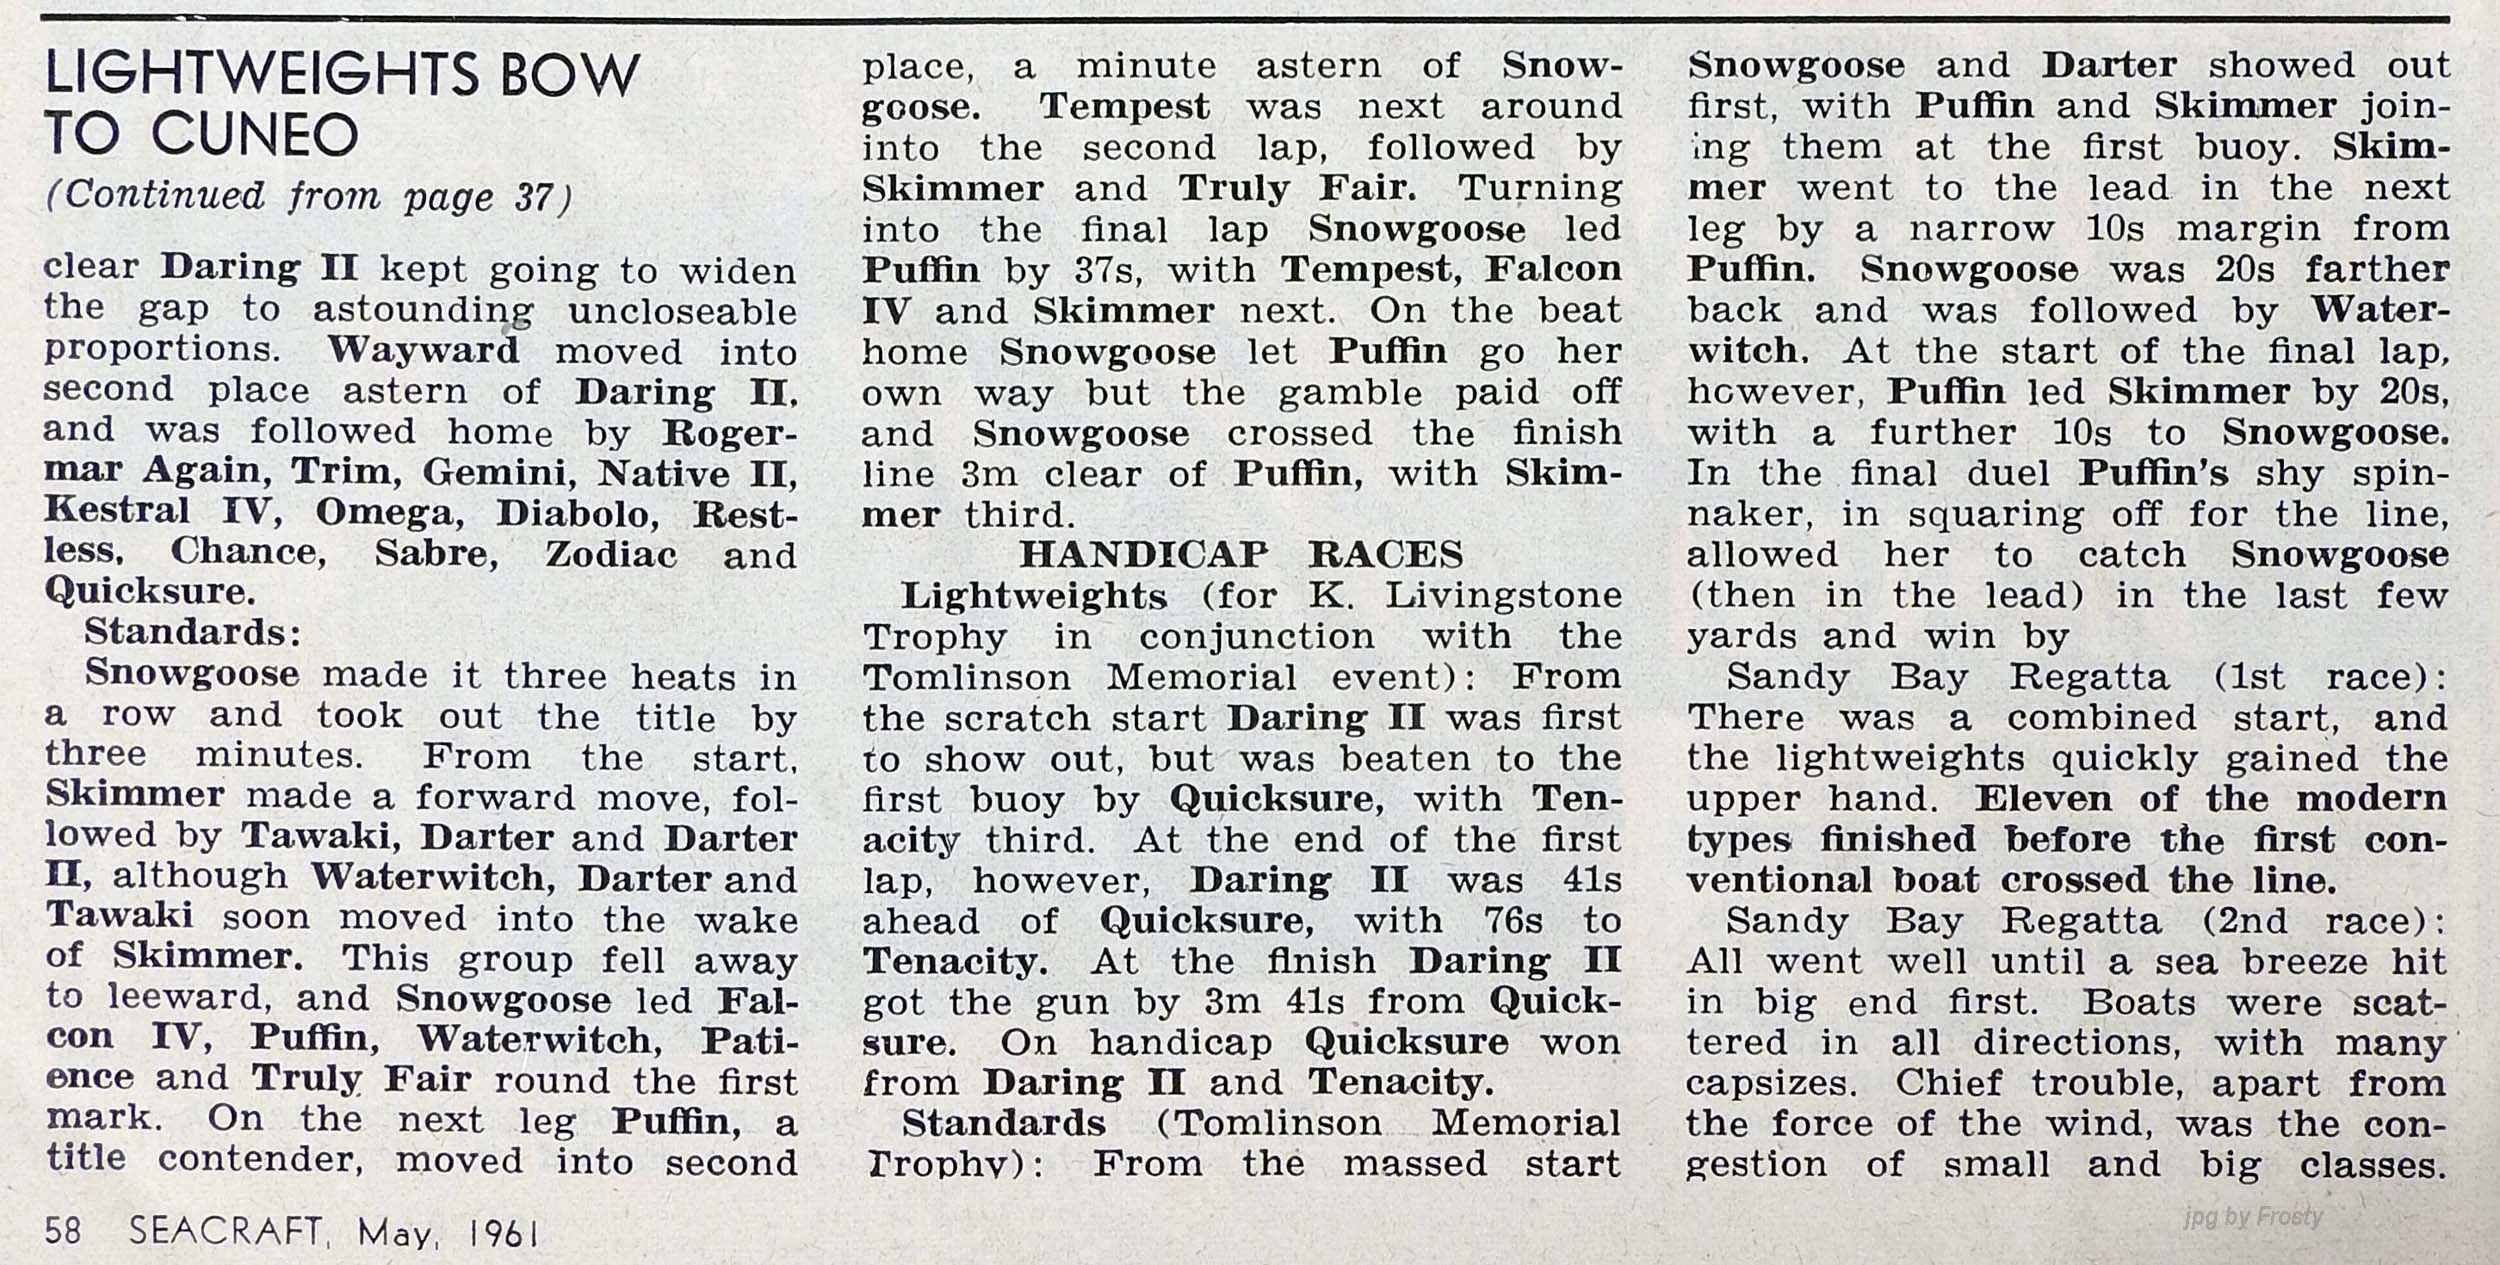 LIGHTWEIGHTS BOW
TO CUNEO
(Continued from page 37)
clear Daring II kept going to widen
the gap to astounding uncloseable
proportions. Wayward moved into
second place astern of Daring II,
and was followed home by Roger-
mar Again, Trim, Gemini, Native II,
Kestral IV, Omega, Diabolo, Rest-
less, Chance, Sabre, Zodiac and
Quicksure.
Standards:
Snowgoose made it three heats in
a row and took out the title by
three minutes. From the start,
Skimmer made a forward move, fol-
lowed by Tawaki, Darter and Darter
II, although Waterwitch, Darter and
Tawaki soon moved into the wake
of Skimmer. This group fell away
to leeward, and Snowgoose led Fal-
con IV, Puffin, Waterwitch, Pati-
ence and Truly Fair round the first
mark. On the next leg Puffin, a
title contender, moved into second
place, a minute astern of Snow-
goose. Tempest was next around
into the second lap, followed by
Skimmer and Truly Fair. Turning
into the final lap Snowgoose led
Puffin by 37s, with Tempest, Falcon
IV and Skimmer next. On the beat
home Snowgoose let Puffin go her
own way but the gamble paid off
and Snowgoose crossed the finish
line 3m clear of Puffin, with Skim-
mer third.
HANDICAP RACES
Lightweights (for K. Livingstone
Trophy in conjunction with the
Tomlinson Memorial event): From
the scratch start Daring II was first
to show out, but was beaten to the
first buoy by Quicksure, with Ten-
acity third. At the end of the first
lap, however, Daring II was 41s
ahead of Quicksure, with 76s to
Tenacity. At the finish Daring II
got the gun by 3m 41s from Quick-
sure. On handicap Quicksure won
from Daring II and Tenacity.
Standards (Tomlinson Memorial
Trophy): From the massed start
Snowgoose and Darter showed out
first, with Puffin and Skimmer join-
ing them at the first buoy. Skim-
mer went to the lead in the next
leg by a narrow 10s margin from
Puffin. Snowgoose was 20s farther
back and was followed by Water-
witch. At the start of the final lap,
however, Puffin led Skimmer by 20s,
with a further 10s to Snowgoose.
In the final duel Puffin's shy spin-
naker, in squaring off for the line,
allowed her to catch Snowgoose
(then in the lead) in the last few
yards and win by
Sandy Bay Regatta (1st race):
There was a combined start, and
the lightweights quickly gained the
upper hand. Eleven of the modern
types finished before the first con-
ventional boat crossed the line.
Sandy Bay Regatta (2nd race):
All went well until a sea breeze hit
in big end first. Boats were scat-
tered in all directions, with many
capsizes. Chief trouble, apart from
the force of the wind, was the con-
gestion of small and big classes.
58 SEACRAFT, May, 1961
jpg by Frosty